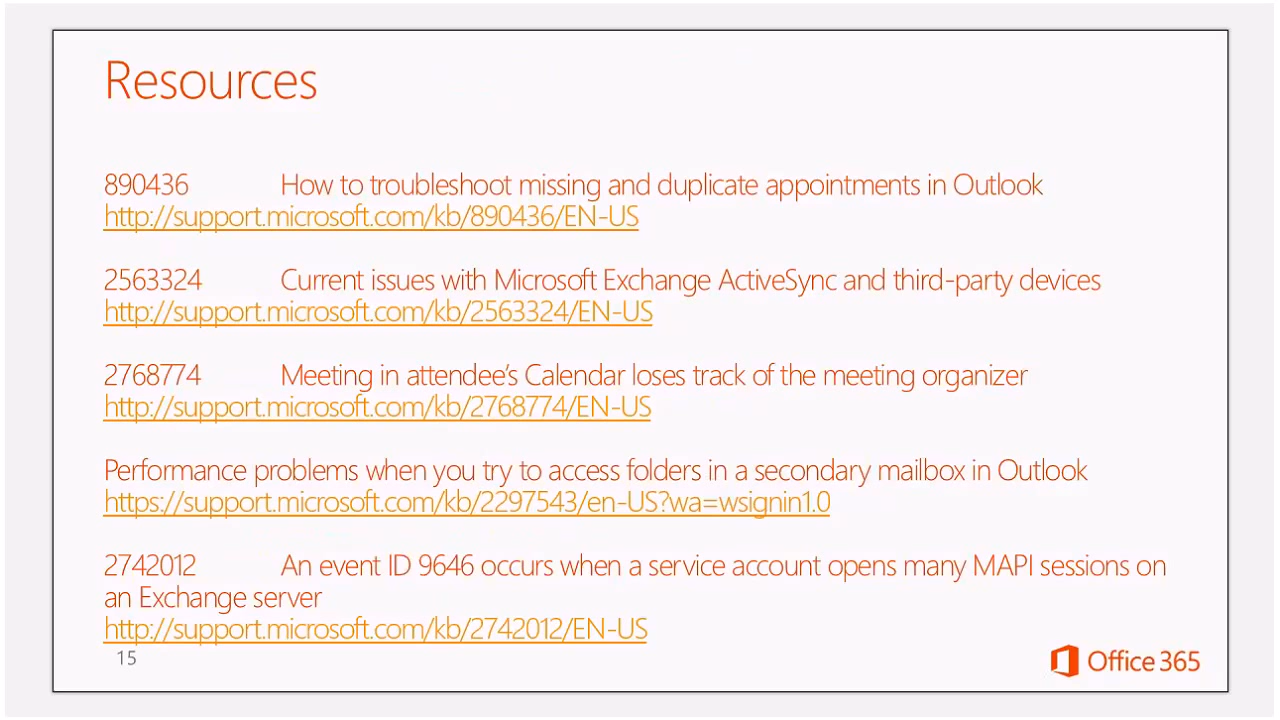 Resources
890436 How to troubleshoot missing and duplicate appointments in Outlook
http://support.microsoft.com/kb/890436/EN-US
2563324 Current issues with Microsoft Exchange ActiveSync and third-party devices
http://support.microsoft.com/kb/2563324/EN-US
2768774 Meeting in attendee’s Calendar loses track of the meeting organizer
http://support.microsoft.com/kb/2768774/EN-US
Performance problems when you try to access folders in a secondary mailbox in Outlook
https://support.microsoft.com/kb/2297543/en-US?wa=wsignin1.0
2742012 An event ID 9646 occurs when a service account opens many MAPI sessions on
an Exchange server
http://support.microsoft.com/kb/2742012/EN-US
15
Office 365